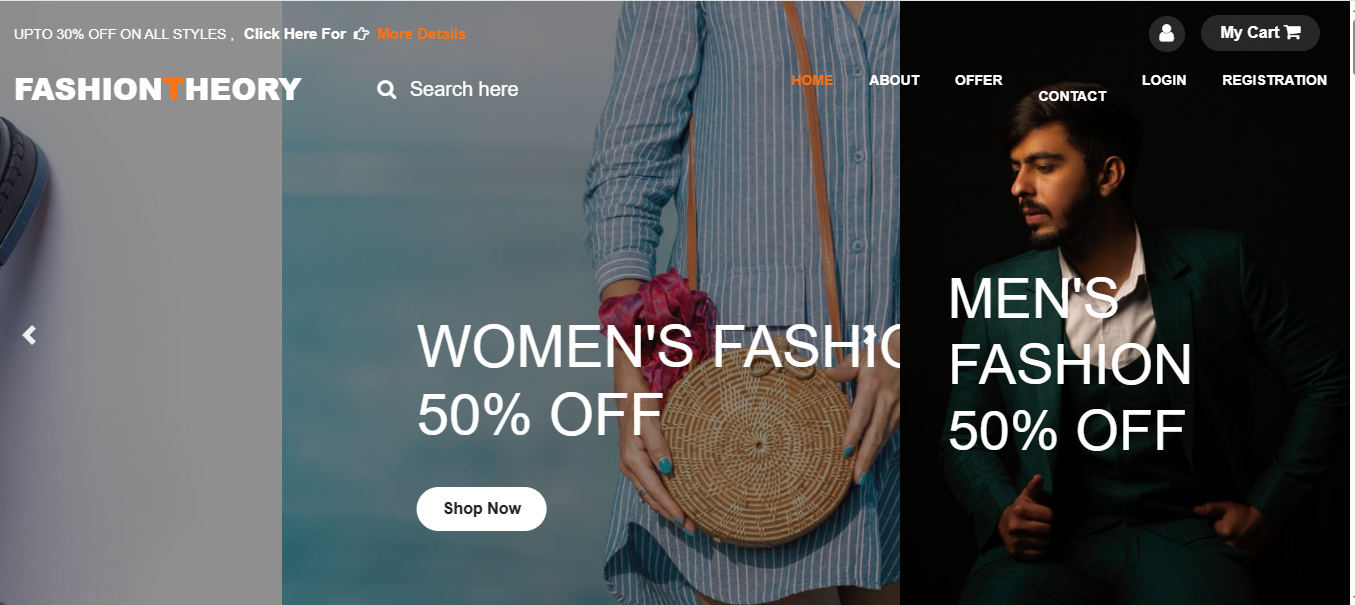 UPTO 30% OFF ON ALL STYLES , Click Here For More Details
My Cart
FASHIONTHEORY
Search here
HOME ABOUT OFFER CONTACT LOGIN REGISTRATION
WOMEN'S FASHIO
50% OFF
Shop Now
MEN'S
FASHION
50% OFF